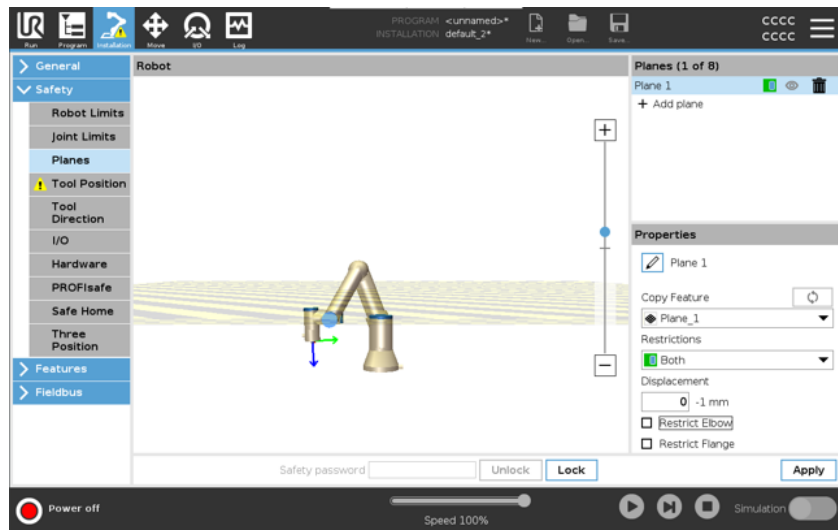 PROGRAM <unnamed>*
INSTALLATION default_2*
UR
Run
Program
Installation
Move
I/O
Log
New...
Open...
Save...
CCCC
CCCC
General
Safety
Robot Limits
Joint Limits
Planes
Tool Position
Tool
Direction
I/O
Hardware
PROFIsafe
Safe Home
Three
Position
Features
Fieldbus
Robot
Planes (1 of 8)
Plane 1
+ Add plane
Properties
Plane 1
Copy Feature
Plane_1
Restrictions
Both
Displacement
0 -1 mm
Restrict Elbow
Restrict Flange
Safety password
Unlock
Lock
Apply
Power off
Speed 100%
Simulation